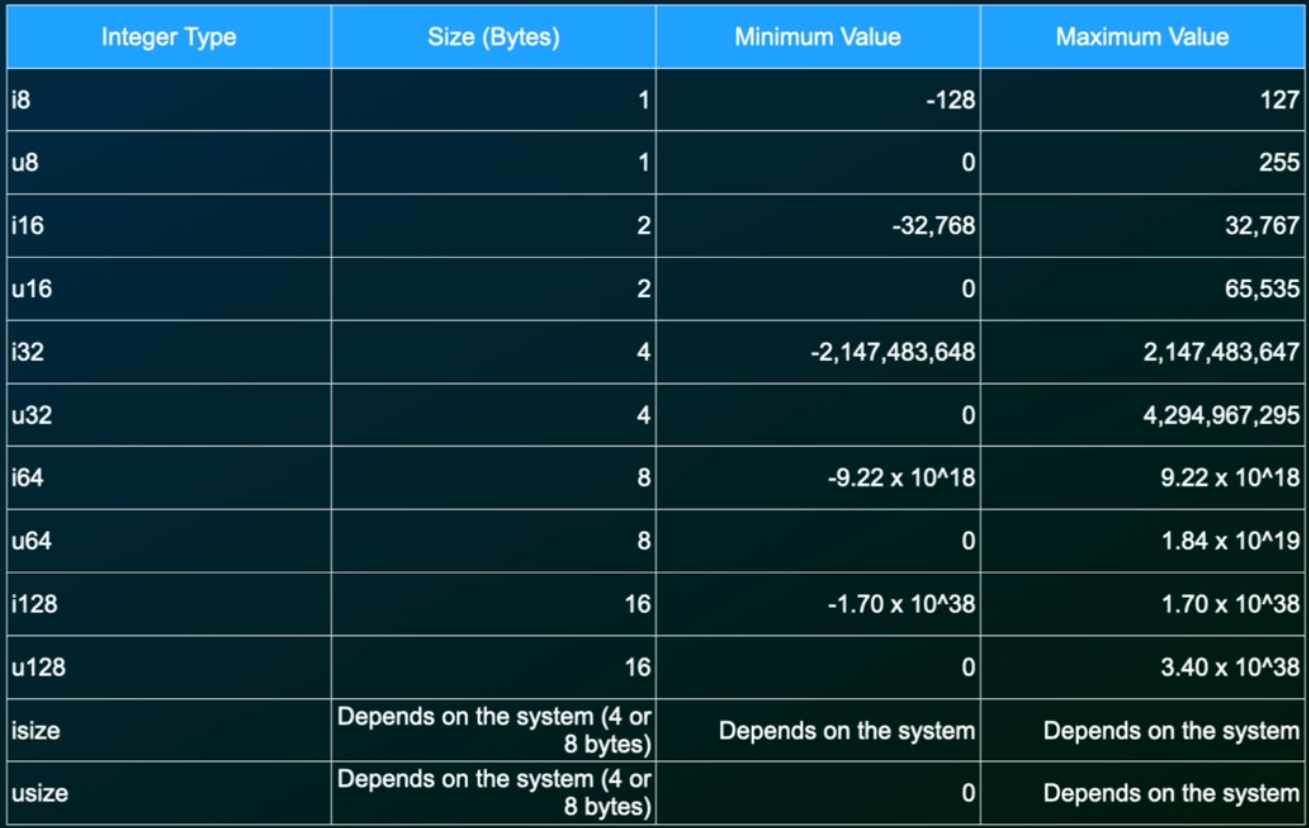 Integer Type Size (Bytes) Minimum Value Maximum Value
i8 1 -128 127
u8 1 0 255
i16 2 -32,768 32,767
u16 2 0 65,535
i32 4 -2,147,483,648 2,147,483,647
u32 4 0 4,294,967,295
i64 8 -9.22 x 10^18 9.22 x 10^18
u64 8 0 1.84 x 10^19
i128 16 -1.70 x 10^38 1.70 x 10^38
u128 16 0 3.40 x 10^38
isize Depends on the system (4 or
8 bytes) Depends on the system Depends on the system
usize Depends on the system (4 or
8 bytes) 0 Depends on the system